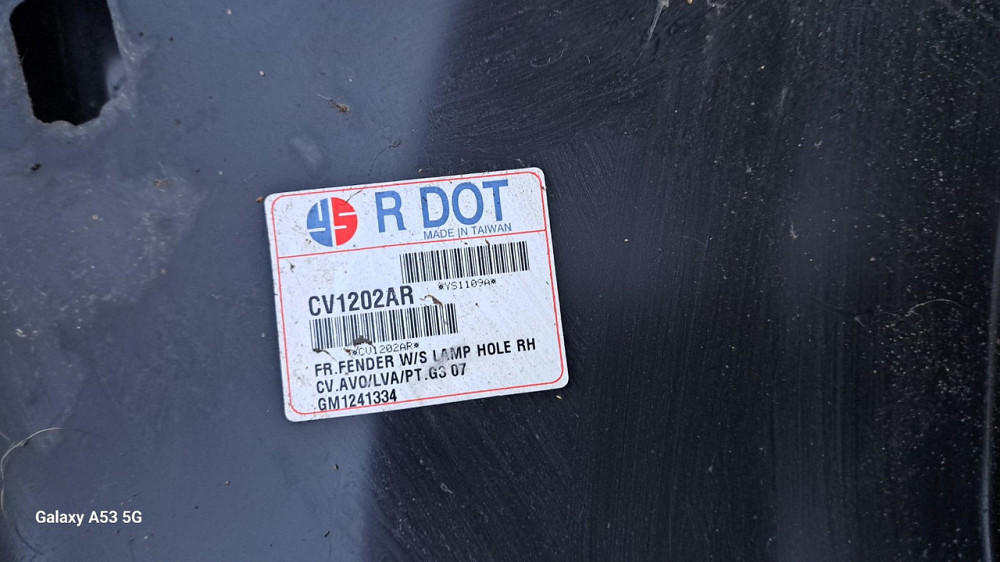 YS R DOT
MADE IN TAIWAN
*YS1109A*
CV1202AR
*CV1202AR*
FR.FENDER W/S LAMP HOLE RH
CV.AVO/LVA/PT.G3 07
GM1241334
Galaxy A53 5G